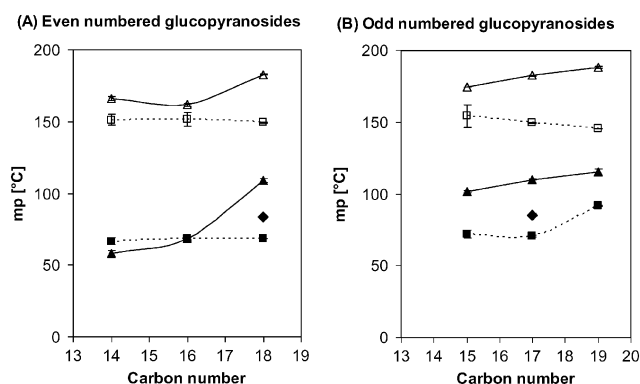 (A) Even numbered glucopyranosides
200
150
100
50
0
mp [°C]
13 14 15 16 17 18 19
Carbon number
(B) Odd numbered glucopyranosides
200
150
100
50
0
mp [°C]
13 14 15 16 17 18 19 20
Carbon number